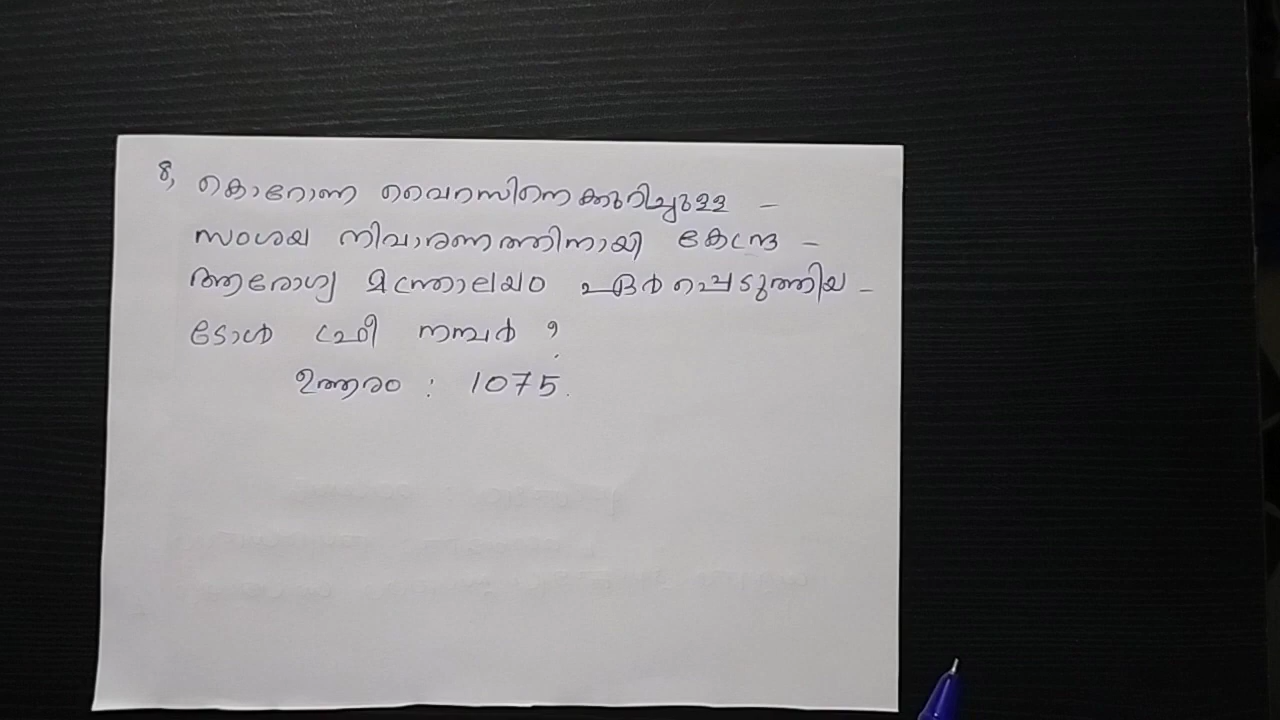 8, കൊറോണ വൈറസിനെക്കുറിച്ചുള്ള -
സംശയ നിവാരണത്തിനായി കേന്ദ്ര -
ആരോഗ്യ മന്ത്രാലയം ഏർപ്പെടുത്തിയ -
ടോൾ ഫ്രീ നമ്പർ ?
ഉത്തരം : 1075.